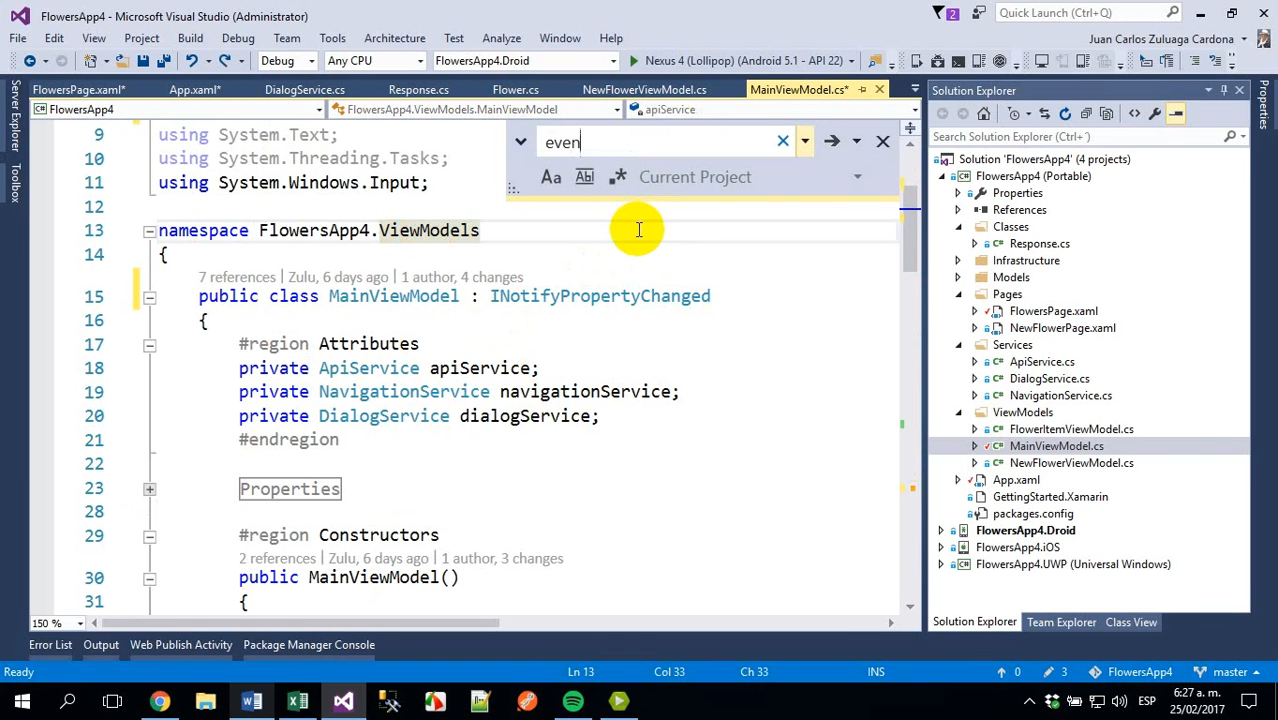 FlowersApp4 - Microsoft Visual Studio (Administrator)
2
Quick Launch (Ctrl+Q)
File Edit View Project Build Debug Team Tools Architecture Test Analyze Window Help
Juan Carlos Zuluaga Cardona
Debug Any CPU FlowersApp4.Droid Nexus 4 (Lollipop) (Android 5.1 - API 22)
Server Explorer
Toolbox
FlowersPage.xaml* App.xaml* DialogService.cs Response.cs Flower.cs NewFlowerViewModel.cs MainViewModel.cs*
FlowersApp4 FlowersApp4.ViewModels.MainViewModel apiService
even
Aa Ab Current Project
9 using System.Text;
10 using System.Threading.Tasks;
11 using System.Windows.Input;
12
13 namespace FlowersApp4.ViewModels
14 {
7 references | Zulu, 6 days ago | 1 author, 4 changes
15 public class MainViewModel : INotifyPropertyChanged
16 {
17 #region Attributes
18 private ApiService apiService;
19 private NavigationService navigationService;
20 private DialogService dialogService;
21 #endregion
22
23 Properties
28
29 #region Constructors
2 references | Zulu, 6 days ago | 1 author, 3 changes
30 public MainViewModel()
31 {
150 %
Solution Explorer
Search Solution Explorer (Ctrl+')
Solution 'FlowersApp4' (4 projects)
FlowersApp4 (Portable)
Properties
References
Classes
Response.cs
Infrastructure
Models
Pages
FlowersPage.xaml
NewFlowerPage.xaml
Services
ApiService.cs
DialogService.cs
NavigationService.cs
ViewModels
FlowerItemViewModel.cs
MainViewModel.cs
NewFlowerViewModel.cs
App.xaml
GettingStarted.Xamarin
packages.config
FlowersApp4.Droid
FlowersApp4.iOS
FlowersApp4.UWP (Universal Windows)
Solution Explorer Team Explorer Class View
Properties
Error List Output Web Publish Activity Package Manager Console
Ready Ln 13 Col 33 Ch 33 INS 0 3 FlowersApp4 master
ESP
6:27 a. m.
25/02/2017